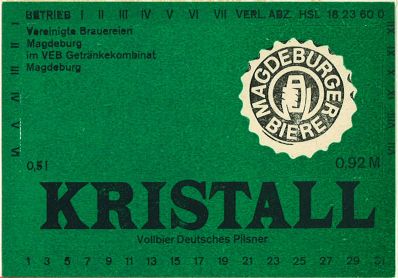 BETRIEB I II III IV V VI VII VERL. ABZ. HSL 18 23 60 0
Vereinigte Brauereien
Magdeburg
im VEB Getränkekombinat
Magdeburg
MAGDEBURGER
BIERE
0,5 l
0,92 M
KRISTALL
Vollbier Deutsches Pilsner
1 3 5 7 9 11 13 15 17 19 21 23 25 27 29 31